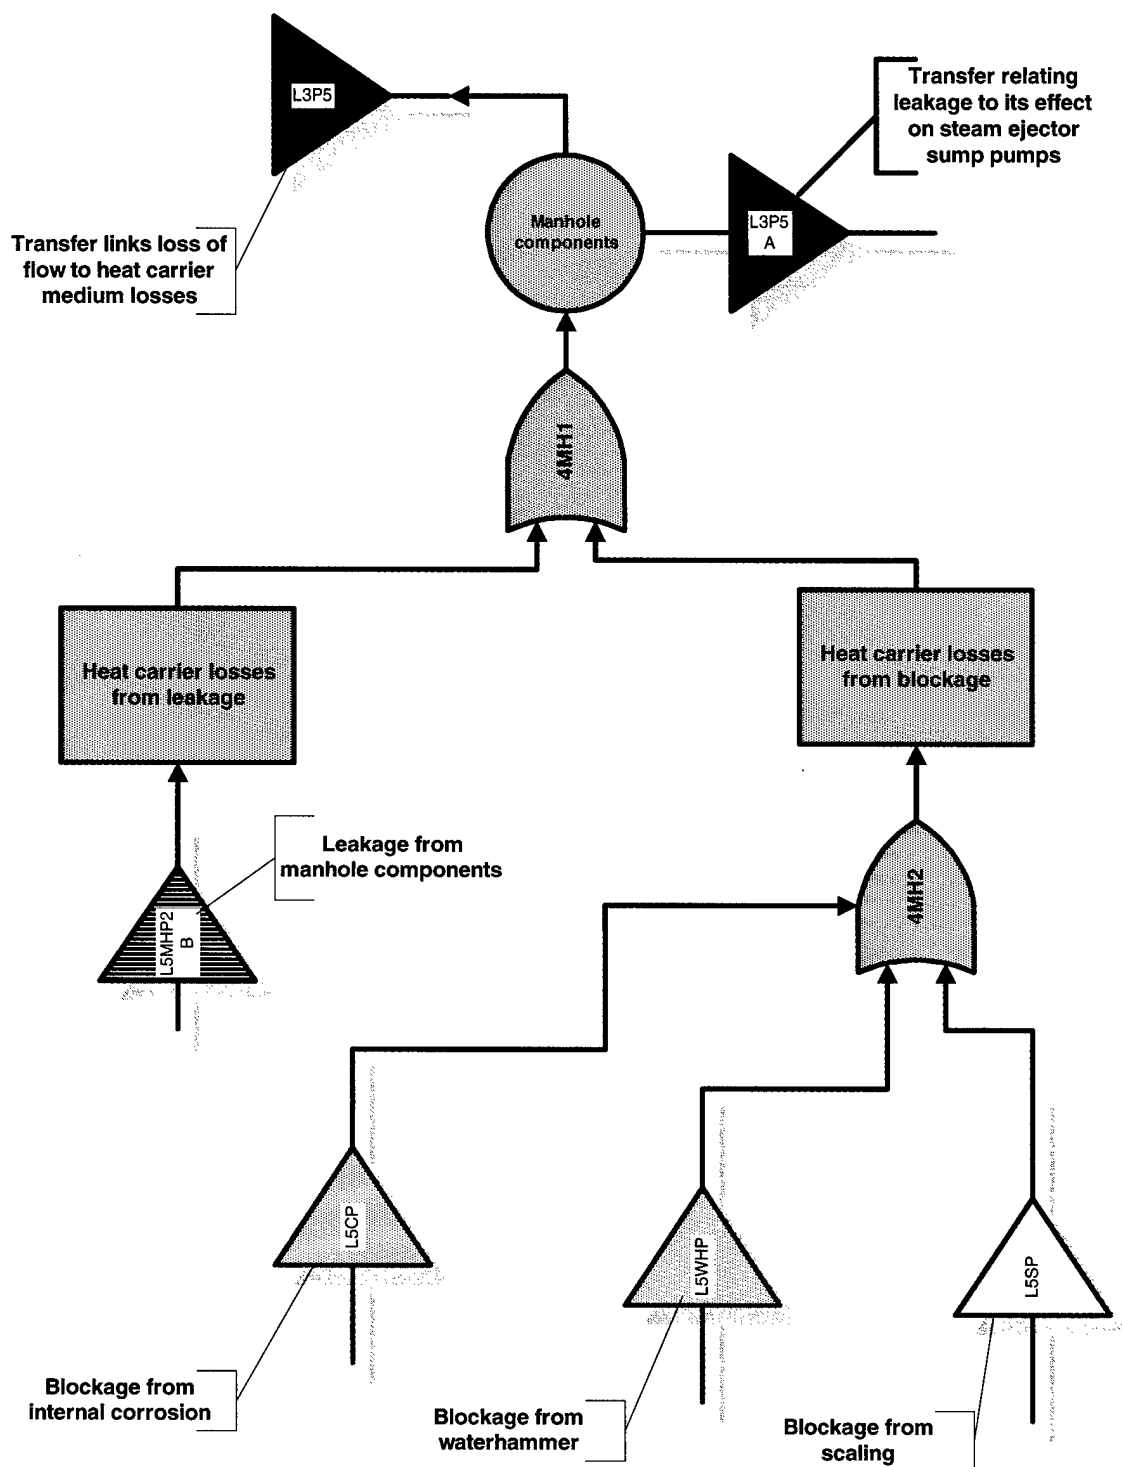 L3P5
Transfer relating
leakage to its effect
on steam ejector
sump pumps
Manhole
components
L3P5
A
Transfer links loss of
flow to heat carrier
medium losses
4MH1
Heat carrier losses
from leakage
Heat carrier losses
from blockage
Leakage from
manhole components
L5MHP2
B
4MH2
L5CP
L5WHP
L5SP
Blockage from
internal corrosion
Blockage from
waterhammer
Blockage from
scaling